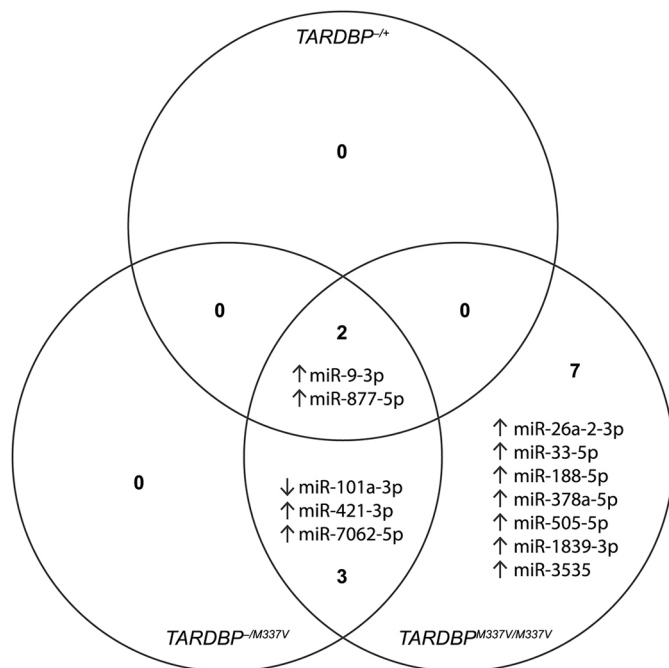 TARDBP–/+
0
0
2
0
↑ miR-9-3p
↑ miR-877-5p
7
↑ miR-26a-2-3p
↑ miR-33-5p
↑ miR-188-5p
↑ miR-378a-5p
↑ miR-505-5p
↑ miR-1839-3p
↑ miR-3535
0
↓ miR-101a-3p
↑ miR-421-3p
↑ miR-7062-5p
3
TARDBP–/M337V
TARDBPM337V/M337V